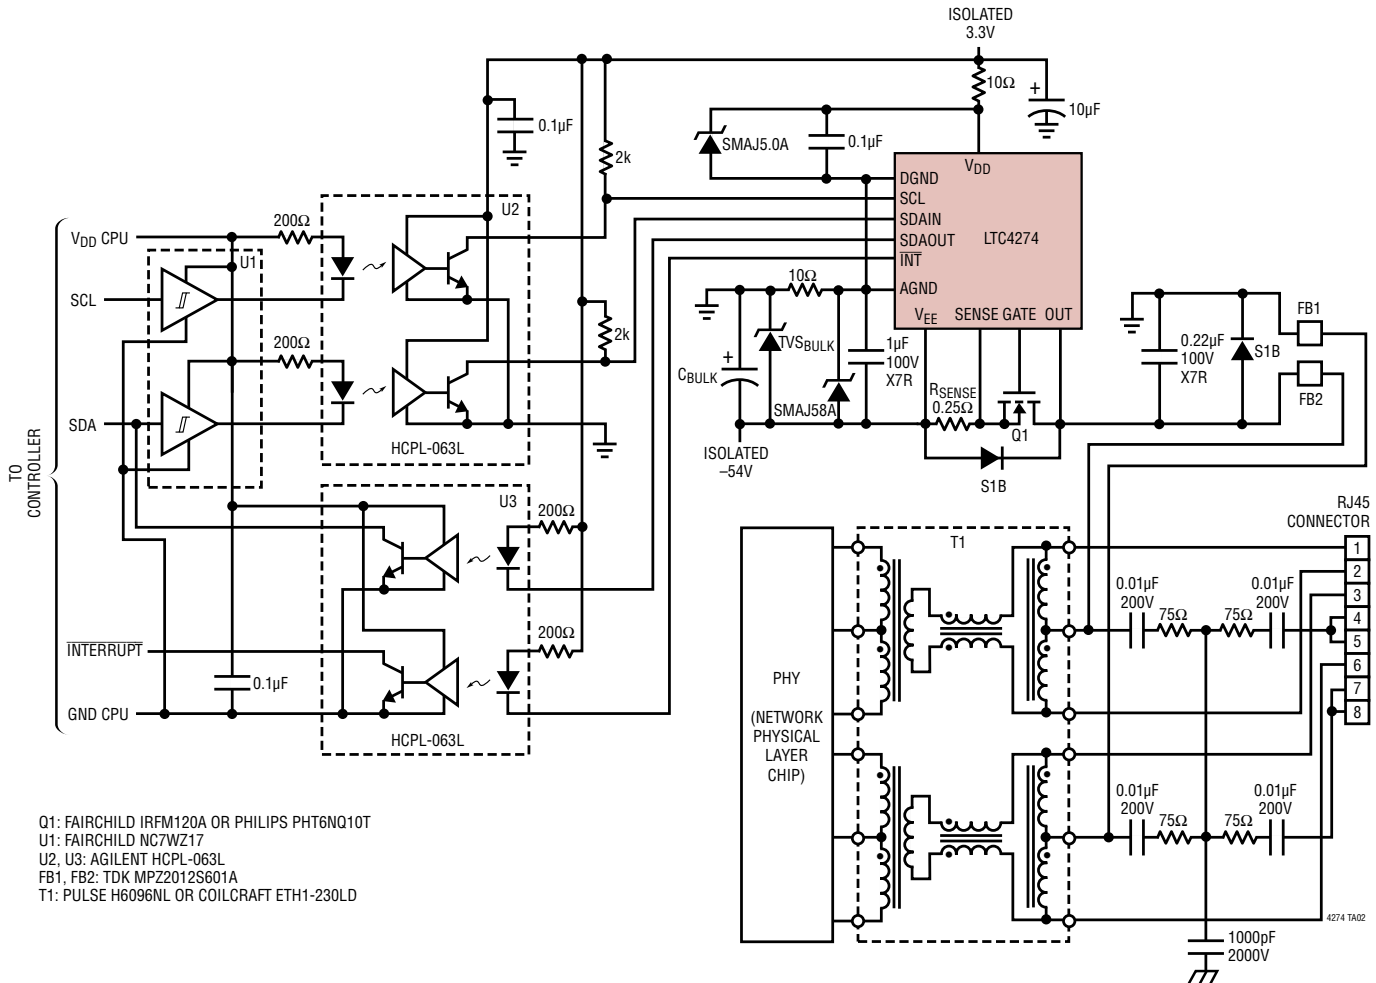 ISOLATED
3.3V
10Ω
+
10µF
0.1µF
SMAJ5.0A
0.1µF
2k
VDD
DGND
SCL
SDAIN
SDAOUT
INT
AGND
VEE
SENSE
GATE
OUT
LTC4274
U2
200Ω
VDD CPU
U1
SCL
200Ω
SDA
HCPL-063L
2k
10Ω
+
CBULK
TVSBULK
SMAJ58A
1µF
100V
X7R
RSENSE
0.25Ω
Q1
S1B
ISOLATED
–54V
0.22µF
100V
X7R
S1B
FB1
FB2
TO
CONTROLLER
U3
200Ω
200Ω
INTERRUPT
0.1µF
GND CPU
HCPL-063L
PHY
(NETWORK
PHYSICAL
LAYER
CHIP)
T1
RJ45
CONNECTOR
1
2
3
4
5
6
7
8
0.01µF
200V
75Ω
75Ω
0.01µF
200V
0.01µF
200V
75Ω
75Ω
0.01µF
200V
1000pF
2000V
4274 TA02
Q1: FAIRCHILD IRFM120A OR PHILIPS PHT6NQ10T
U1: FAIRCHILD NC7WZ17
U2, U3: AGILENT HCPL-063L
FB1, FB2: TDK MPZ2012S601A
T1: PULSE H6096NL OR COILCRAFT ETH1-230LD